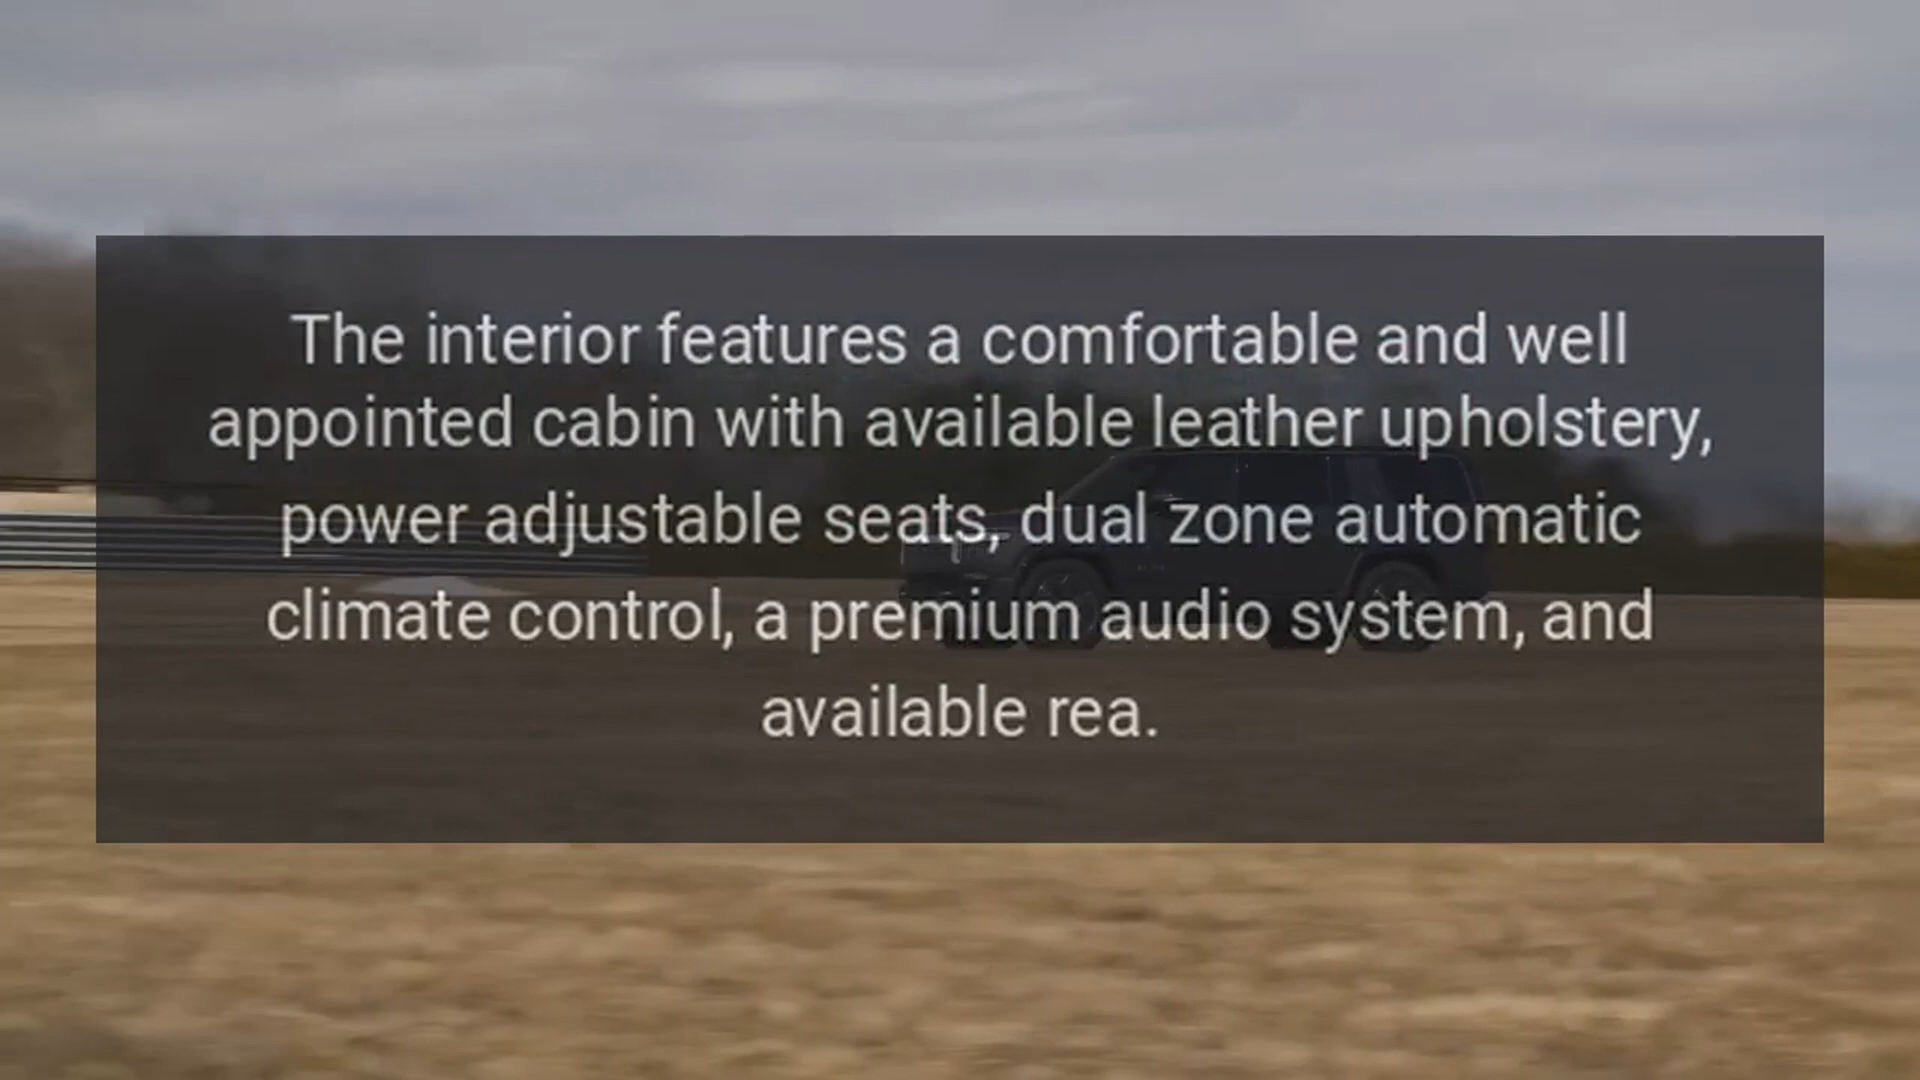 The interior features a comfortable and well
appointed cabin with available leather upholstery,
power adjustable seats, dual zone automatic
climate control, a premium audio system, and
available rea.